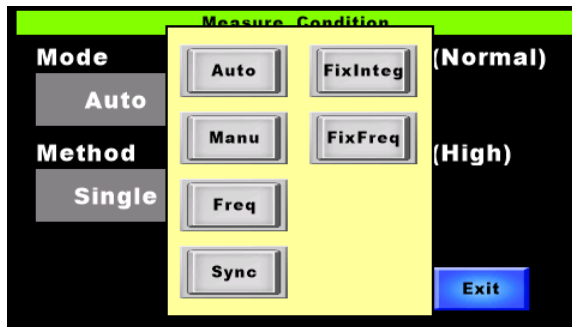 Measure Condition
Mode
Auto
(Normal)
Method
Single
(High)
Auto
FixInteg
Manu
FixFreq
Freq
Sync
Exit